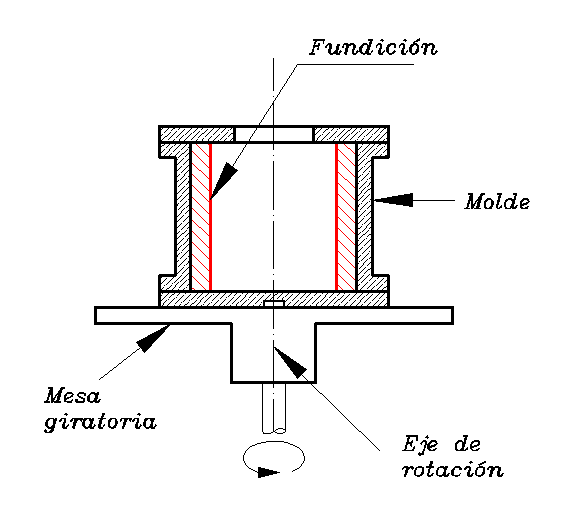 Fundición
Molde
Mesa
giratoria
Eje de
rotación